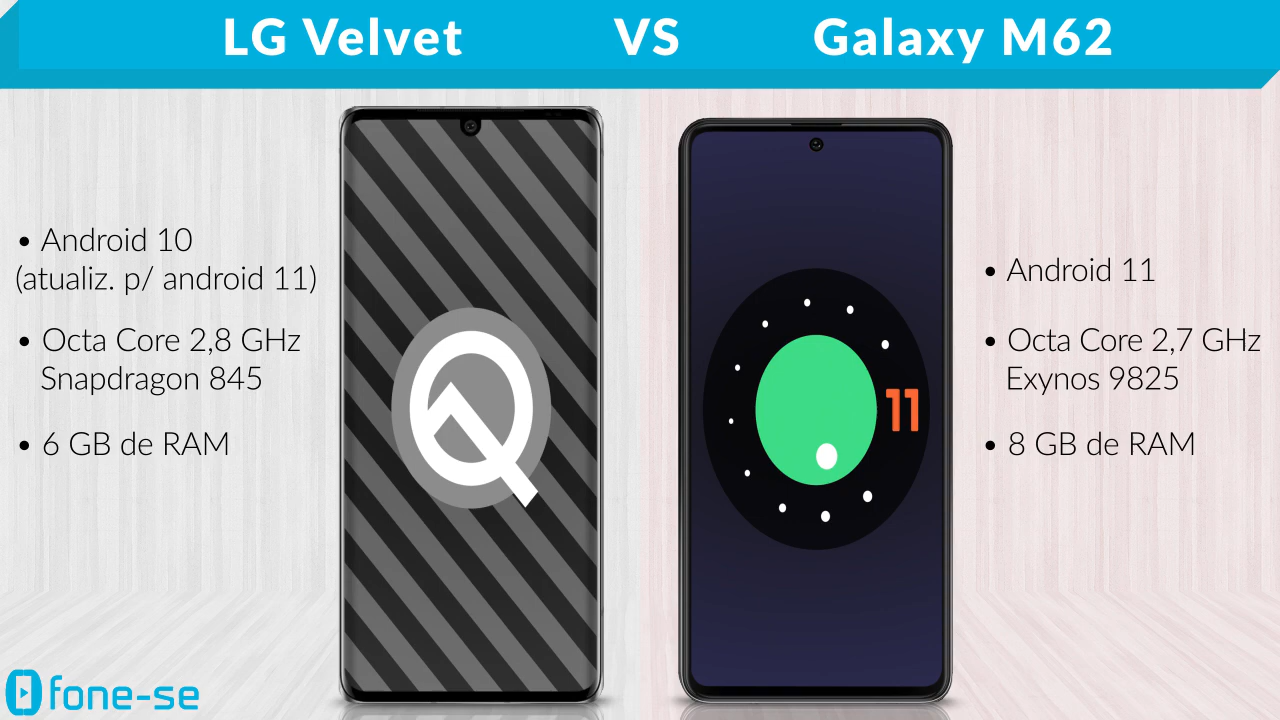 LG Velvet VS Galaxy M62
• Android 10
(atualiz. p/ android 11)
• Octa Core 2,8 GHz
Snapdragon 845
• 6 GB de RAM
11
• Android 11
• Octa Core 2,7 GHz
Exynos 9825
• 8 GB de RAM
fone-se